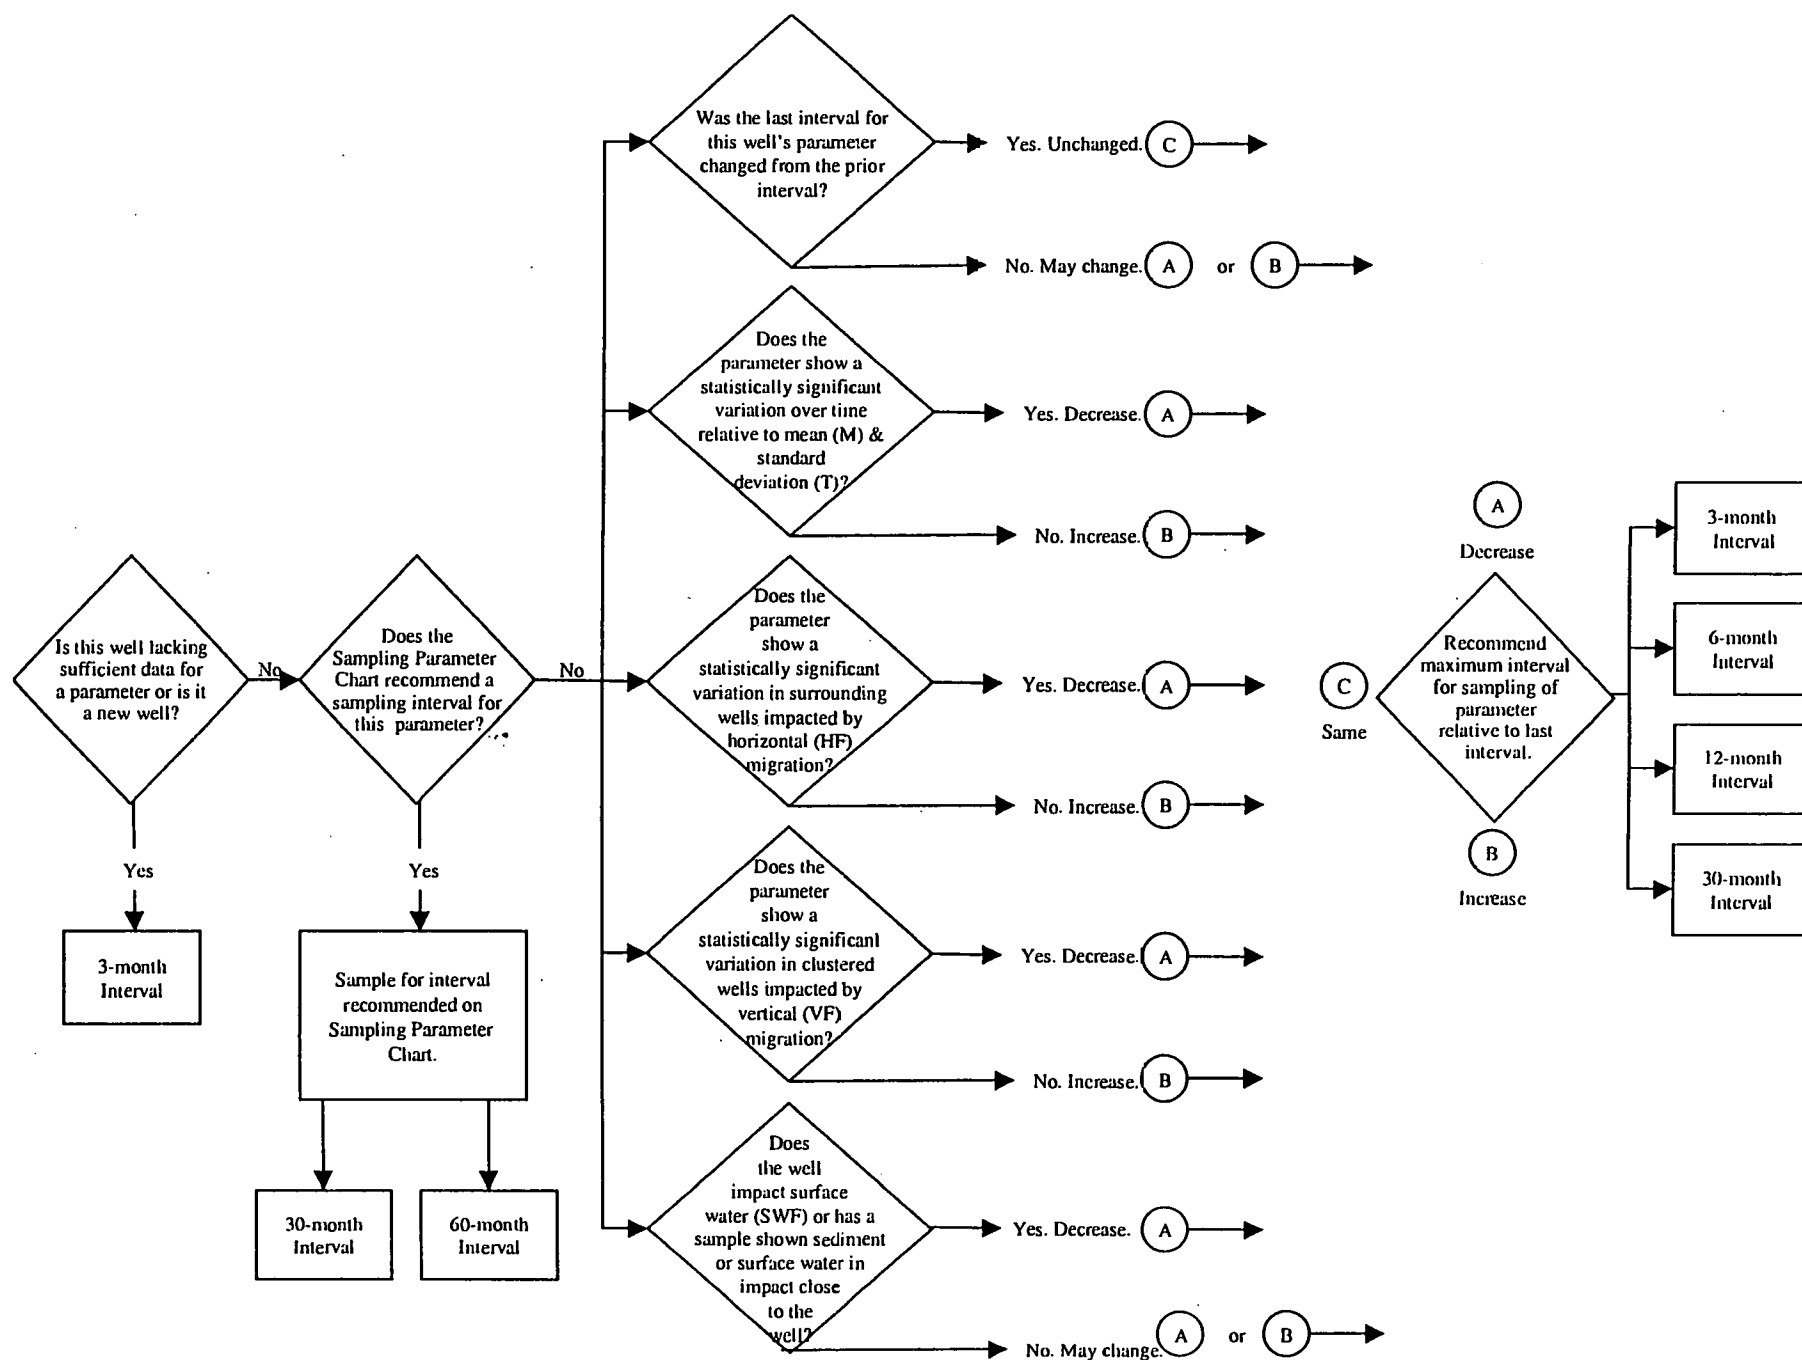 Is this well lacking
sufficient data for
a parameter or is it
a new well?
No
Yes
3-month
Interval
Does the
Sampling Parameter
Chart recommend a
sampling interval for
this parameter?
No
Yes
Sample for interval
recommended on
Sampling Parameter
Chart.
30-month
Interval
60-month
Interval
Was the last interval for
this well's parameter
changed from the prior
interval?
Yes. Unchanged. C
No. May change. A or B
Does the
parameter show a
statistically significant
variation over time
relative to mean (M) &
standard
deviation (T)?
Yes. Decrease. A
No. Increase. B
Does the
parameter
show a
statistically significant
variation in surrounding
wells impacted by
horizontal (HF)
migration?
Yes. Decrease. A
No. Increase. B
Does the
parameter
show a
statistically significant
variation in clustered
wells impacted by
vertical (VF)
migration?
Yes. Decrease. A
No. Increase. B
Does
the well
impact surface
water (SWF) or has a
sample shown sediment
or surface water in
impact close
to the
well?
Yes. Decrease. A
No. May change. A or B
A
Decrease
C
Same
Recommend
maximum interval
for sampling of
parameter
relative to last
interval.
B
Increase
3-month
Interval
6-month
Interval
12-month
Interval
30-month
Interval